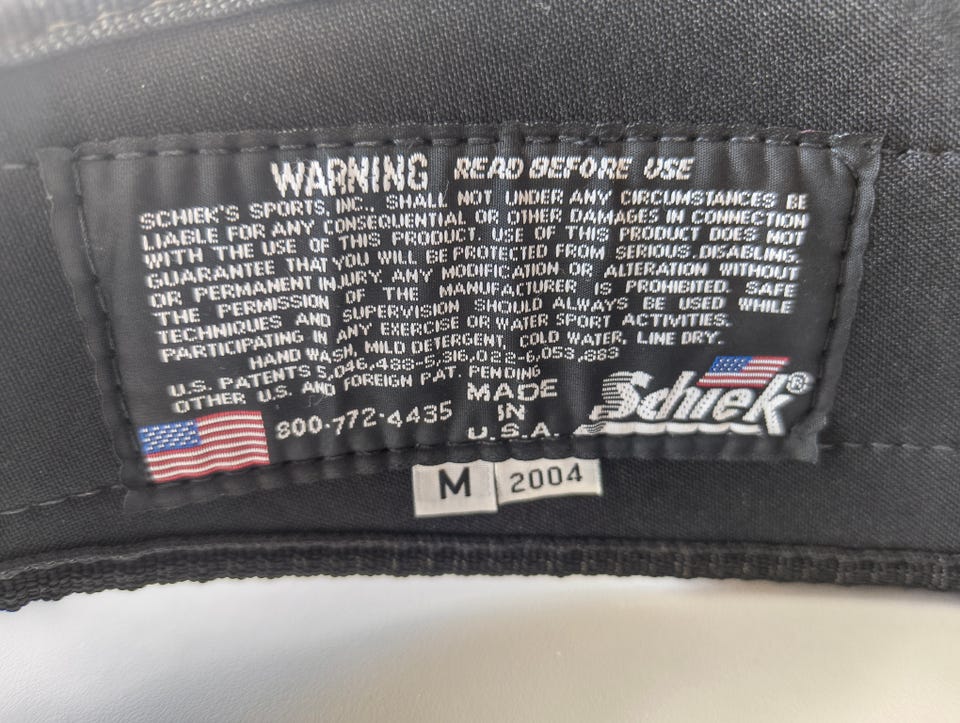 WARNING READ BEFORE USE
SCHIEK'S SPORTS, INC., SHALL NOT UNDER ANY CIRCUMSTANCES BE
LIABLE FOR ANY CONSEQUENTIAL OR OTHER DAMAGES IN CONNECTION
WITH THE USE OF THIS PRODUCT. USE OF THIS PRODUCT DOES NOT
GUARANTEE THAT YOU WILL BE PROTECTED FROM SERIOUS, DISABLING,
OR PERMANENT INJURY. ANY MODIFICATION OR ALTERATION WITHOUT
THE PERMISSION OF THE MANUFACTURER IS PROHIBITED. SAFE
TECHNIQUES AND SUPERVISION SHOULD ALWAYS BE USED WHILE
PARTICIPATING IN ANY EXERCISE OR WATER SPORT ACTIVITIES.
HAND WASH, MILD DETERGENT, COLD WATER, LINE DRY.
U.S. PATENTS 5,046,488-5,316,022-6,053,883
OTHER U.S. AND FOREIGN PAT. PENDING
800-772-4435
MADE
IN
U.S.A.
Schiek®
M 2004